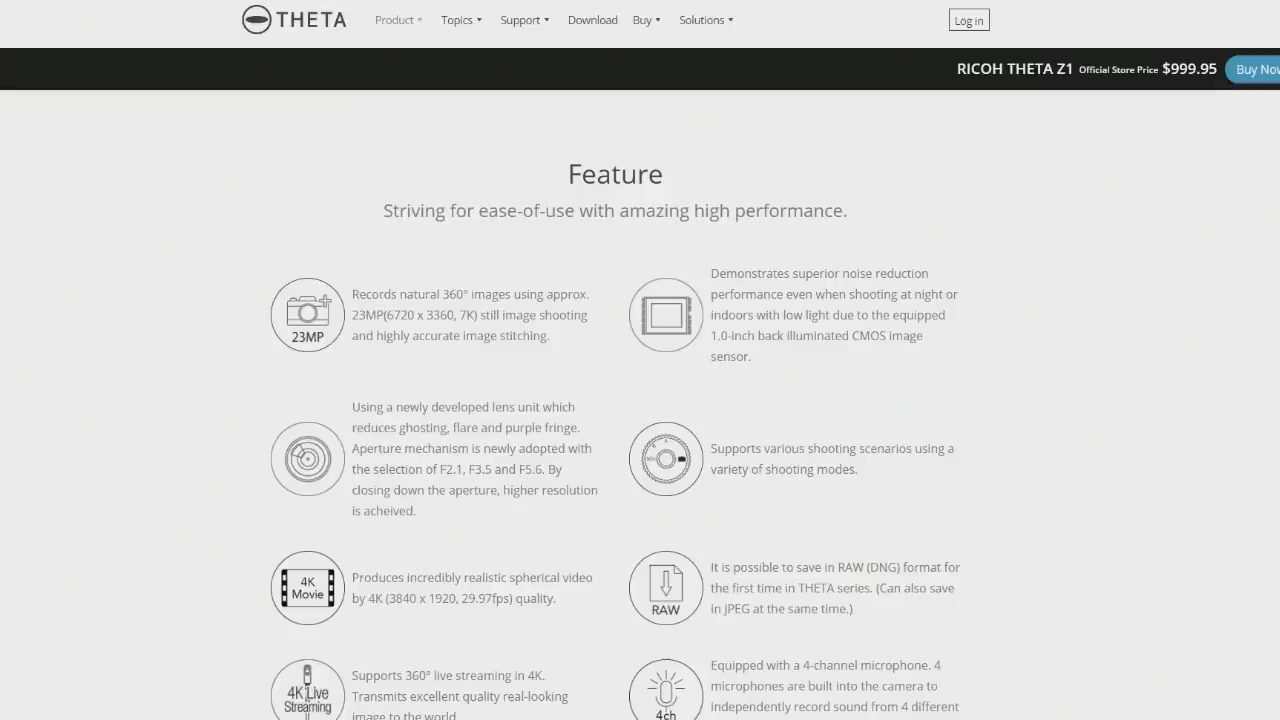 THETA
Product
Topics
Support
Download
Buy
Solutions
Log in
RICOH THETA Z1 Official Store Price $999.95
Buy Now
Feature
Striving for ease-of-use with amazing high performance.
23MP
Records natural 360° images using approx.
23MP(6720 x 3360, 7K) still image shooting
and highly accurate image stitching.
Demonstrates superior noise reduction
performance even when shooting at night or
indoors with low light due to the equipped
1.0-inch back illuminated CMOS image
sensor.
Using a newly developed lens unit which
reduces ghosting, flare and purple fringe.
Aperture mechanism is newly adopted with
the selection of F2.1, F3.5 and F5.6. By
closing down the aperture, higher resolution
is acheived.
Supports various shooting scenarios using a
variety of shooting modes.
4K
Movie
Produces incredibly realistic spherical video
by 4K (3840 x 1920, 29.97fps) quality.
RAW
It is possible to save in RAW (DNG) format for
the first time in THETA series. (Can also save
in JPEG at the same time.)
4K Live
Streaming
Supports 360° live streaming in 4K.
Transmits excellent quality real-looking
image to the world.
4ch
Equipped with a 4-channel microphone. 4
microphones are built into the camera to
independently record sound from 4 different